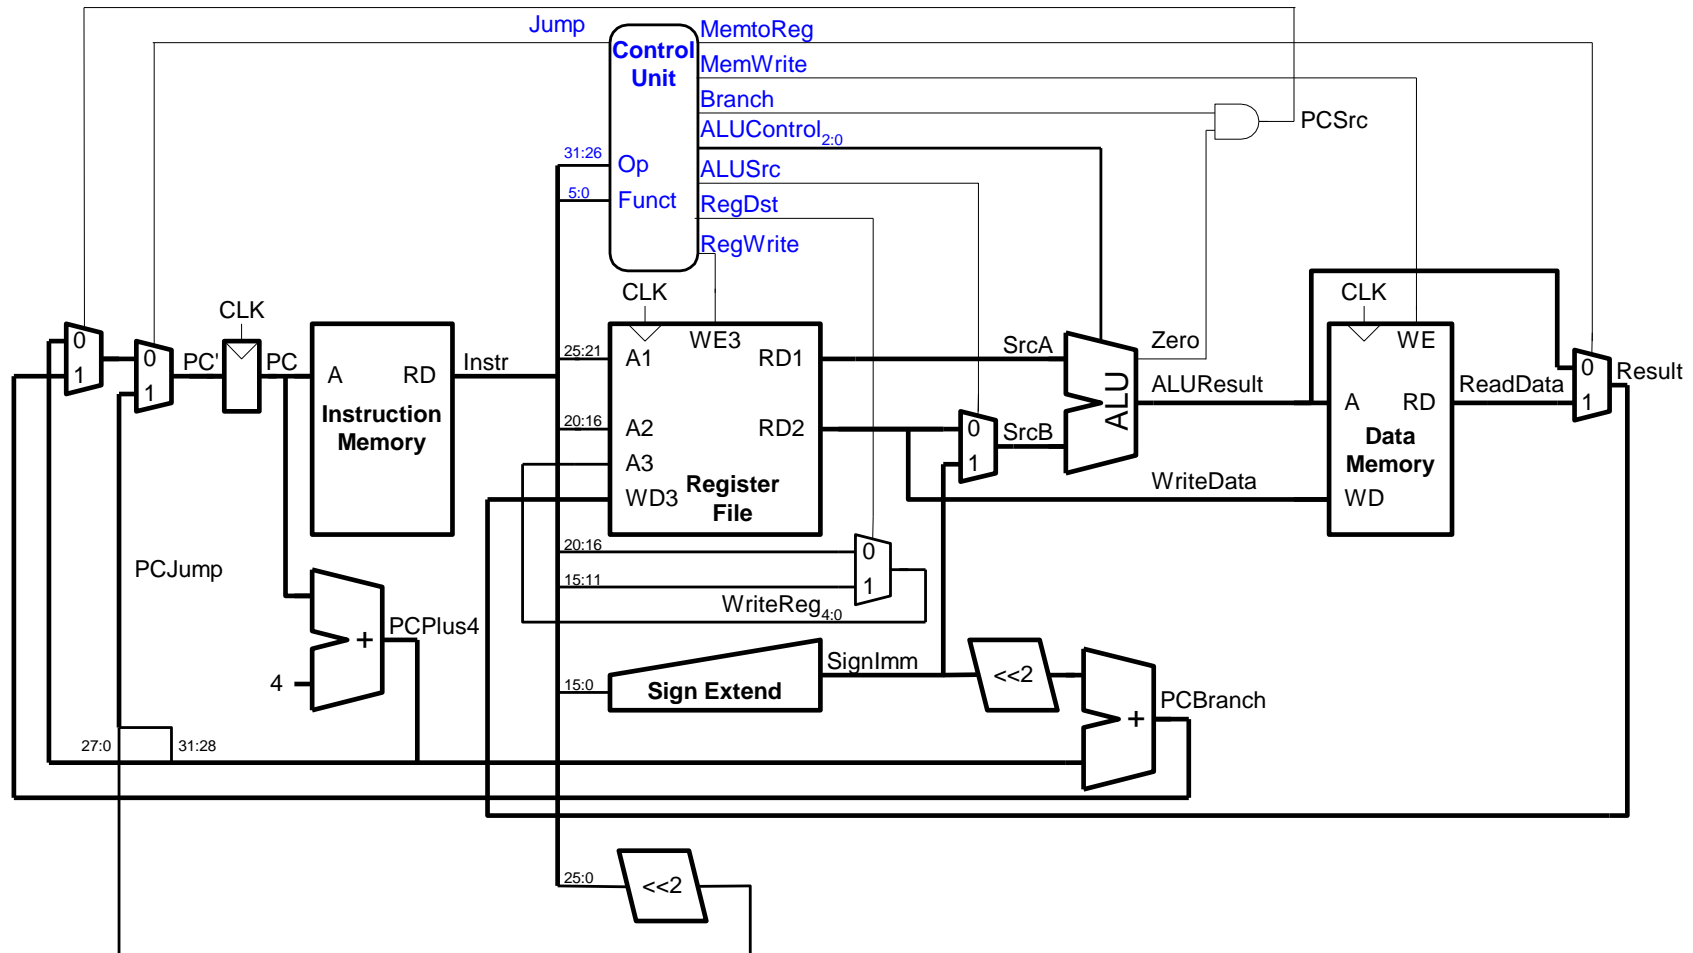 Jump
Control
Unit
Op
Funct
MemtoReg
MemWrite
Branch
ALUControl2:0
ALUSrc
RegDst
RegWrite
PCSrc
31:26
5:0
0
1
0
1
PC'
CLK
PC
A RD
Instruction
Memory
Instr
25:21
20:16
CLK
WE3
A1 RD1
A2 RD2
A3
WD3
Register
File
SrcA
0
1
SrcB
ALU
Zero
ALUResult
WriteData
CLK
WE
A RD
Data
Memory
WD
ReadData
0
1
Result
20:16
15:11
0
1
WriteReg4:0
PCJump
4
+
PCPlus4
15:0
Sign Extend
SignImm
<<2
+
PCBranch
27:0
31:28
25:0
<<2